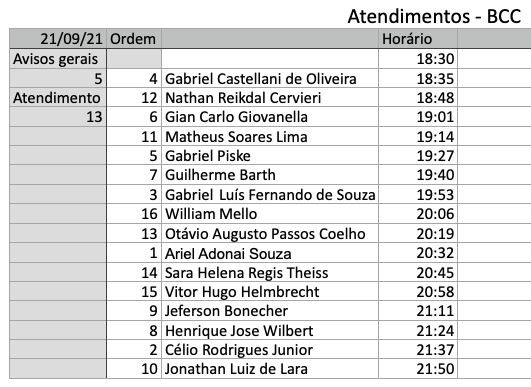 Atendimentos - BCC
21/09/21 Ordem Horário
Avisos gerais 18:30
5 4 Gabriel Castellani de Oliveira 18:35
Atendimento 12 Nathan Reikdal Cervieri 18:48
13 6 Gian Carlo Giovanella 19:01
11 Matheus Soares Lima 19:14
5 Gabriel Piske 19:27
7 Guilherme Barth 19:40
3 Gabriel Luís Fernando de Souza 19:53
16 William Mello 20:06
13 Otávio Augusto Passos Coelho 20:19
1 Ariel Adonai Souza 20:32
14 Sara Helena Regis Theiss 20:45
15 Vitor Hugo Helmbrecht 20:58
9 Jeferson Bonecher 21:11
8 Henrique Jose Wilbert 21:24
2 Célio Rodrigues Junior 21:37
10 Jonathan Luiz de Lara 21:50